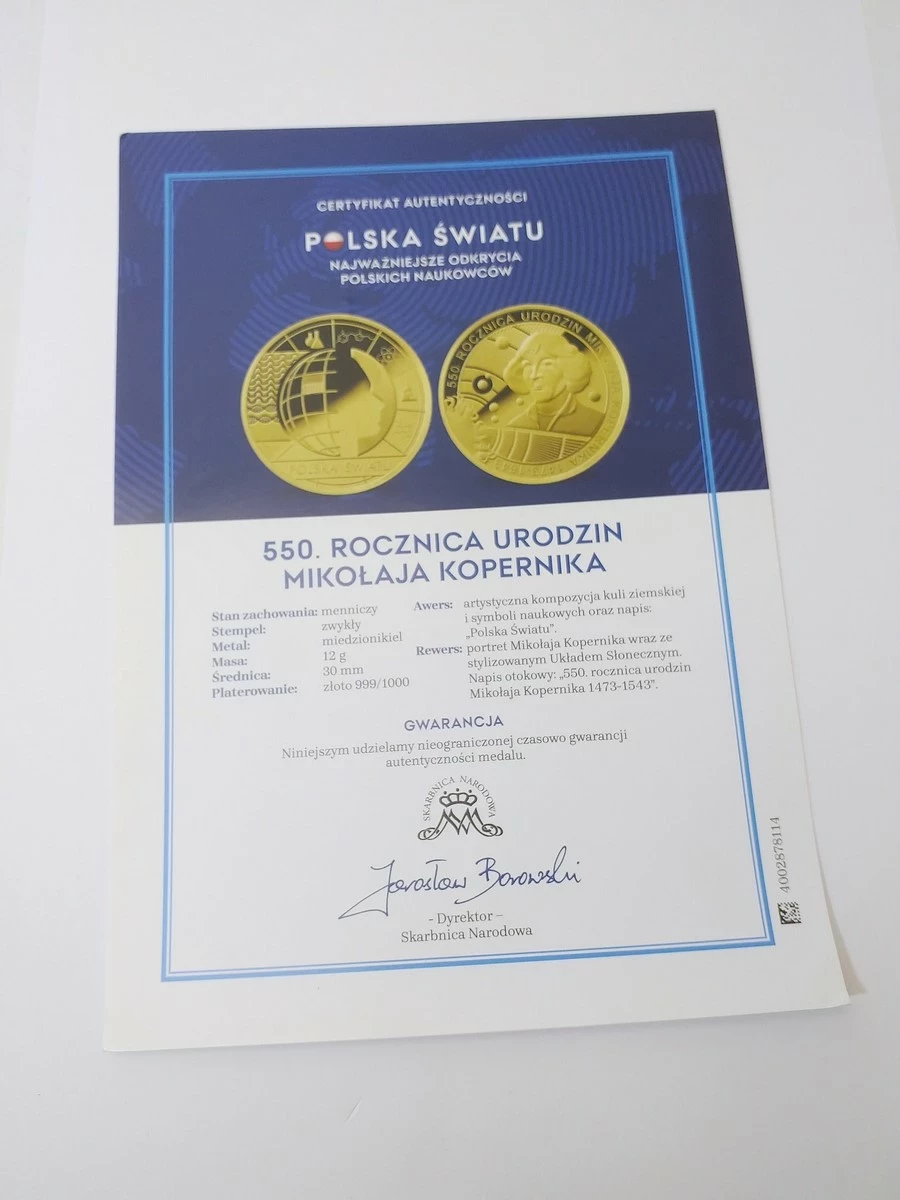 CERTYFIKAT AUTENTYCZNOŚCI
POLSKA ŚWIATU
NAJWAŻNIEJSZE ODKRYCIA
POLSKICH NAUKOWCÓW
POLSKA ŚWIATU
550 ROCZNICA URODZIN
550. ROCZNICA URODZIN
MIKOŁAJA KOPERNIKA
Stan zachowania: menniczy
Stempel: zwykły
Metal: miedzionikiel
Masa: 12 g
Średnica: 30 mm
Platerowanie: złoto 999/1000
Awers: artystyczna kompozycja kuli ziemskiej
i symboli naukowych oraz napis:
„Polska Światu”.
Rewers: portret Mikołaja Kopernika wraz ze
stylizowanym Układem Słonecznym.
Napis otokowy: „550. rocznica urodzin
Mikołaja Kopernika 1473-1543”.
GWARANCJA
Niniejszym udzielamy nieograniczonej czasowo gwarancji
autentyczności medalu.
SKARBNICA NARODOWA
Jarosław Borowski
- Dyrektor –
Skarbnica Narodowa
4002878114